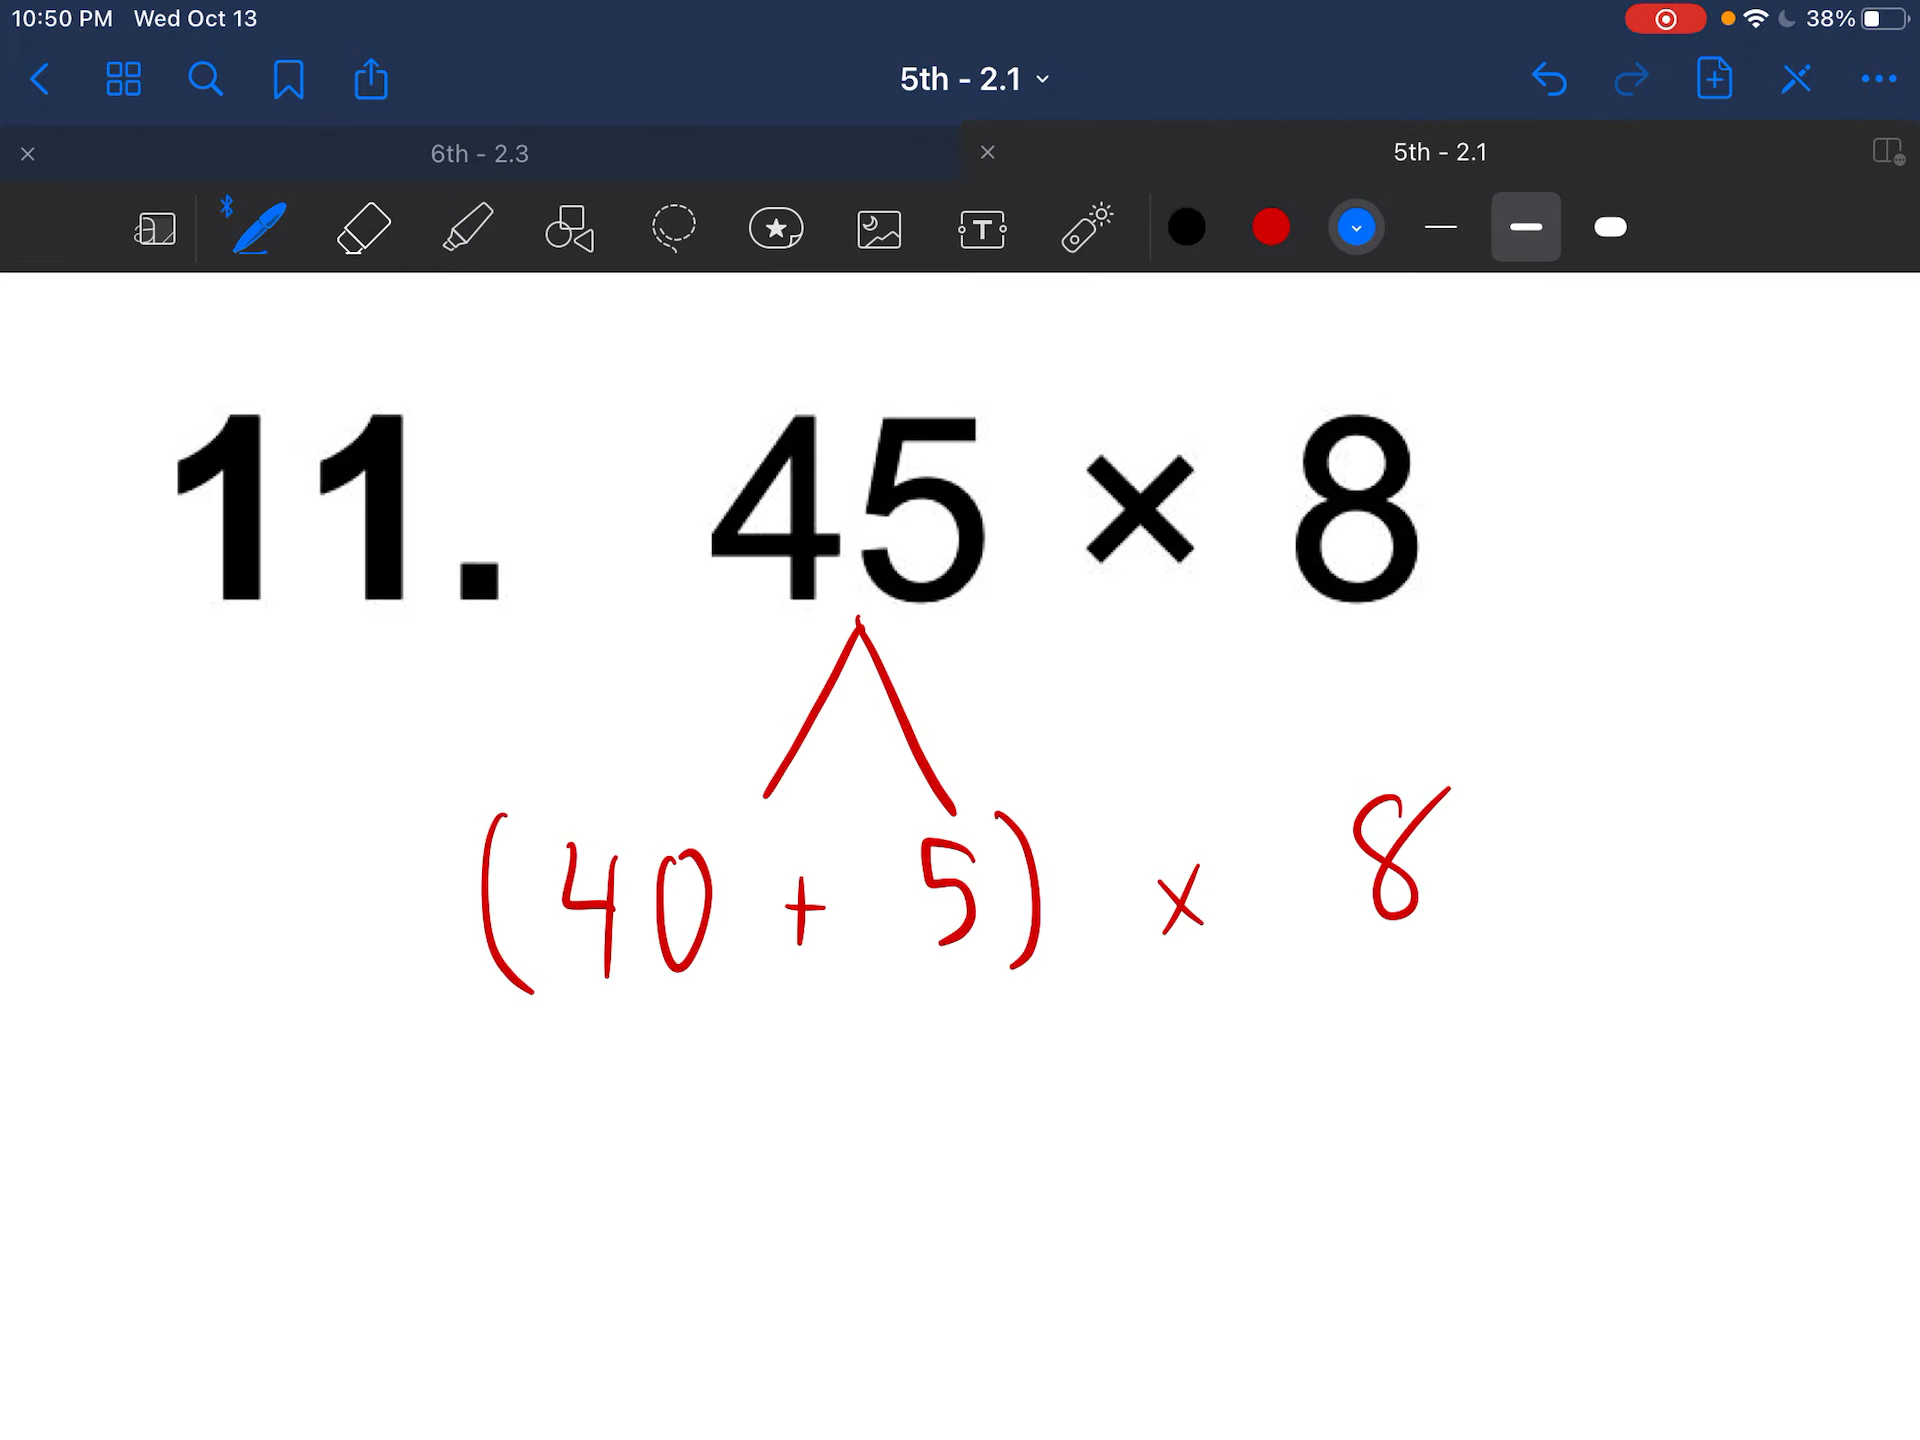 10:50 PM Wed Oct 13 38%
5th - 2.1
6th - 2.3 5th - 2.1
11. 45 × 8
(40 + 5) × 8